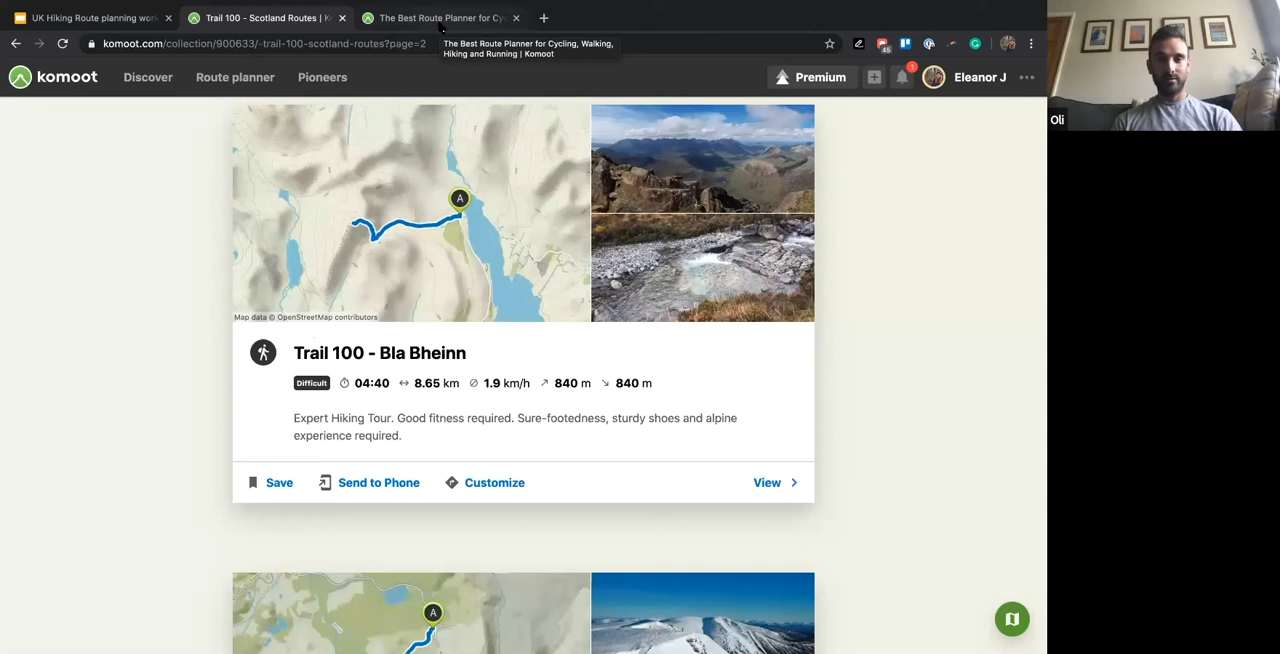 UK Hiking Route planning wor
Trail 100 - Scotland Routes | K
The Best Route Planner for Cy
komoot.com/collection/900633/-trail-100-scotland-routes?page=2
The Best Route Planner for Cycling, Walking,
Hiking and Running | Komoot
45
komoot
Discover
Route planner
Pioneers
Premium
1
Eleanor J
Oli
A
Map data © OpenStreetMap contributors
Trail 100 - Bla Bheinn
Difficult 04:40 8.65 km 1.9 km/h 840 m 840 m
Expert Hiking Tour. Good fitness required. Sure-footedness, sturdy shoes and alpine
experience required.
Save
Send to Phone
Customize
View
A